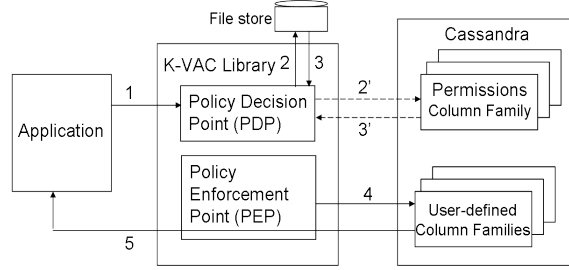 File store
Cassandra
K-VAC Library
2
3
1
2'
Permissions
Column Family
Policy Decision
Point (PDP)
Application
3'
Policy
Enforcement
Point (PEP)
4
User-defined
Column Families
5